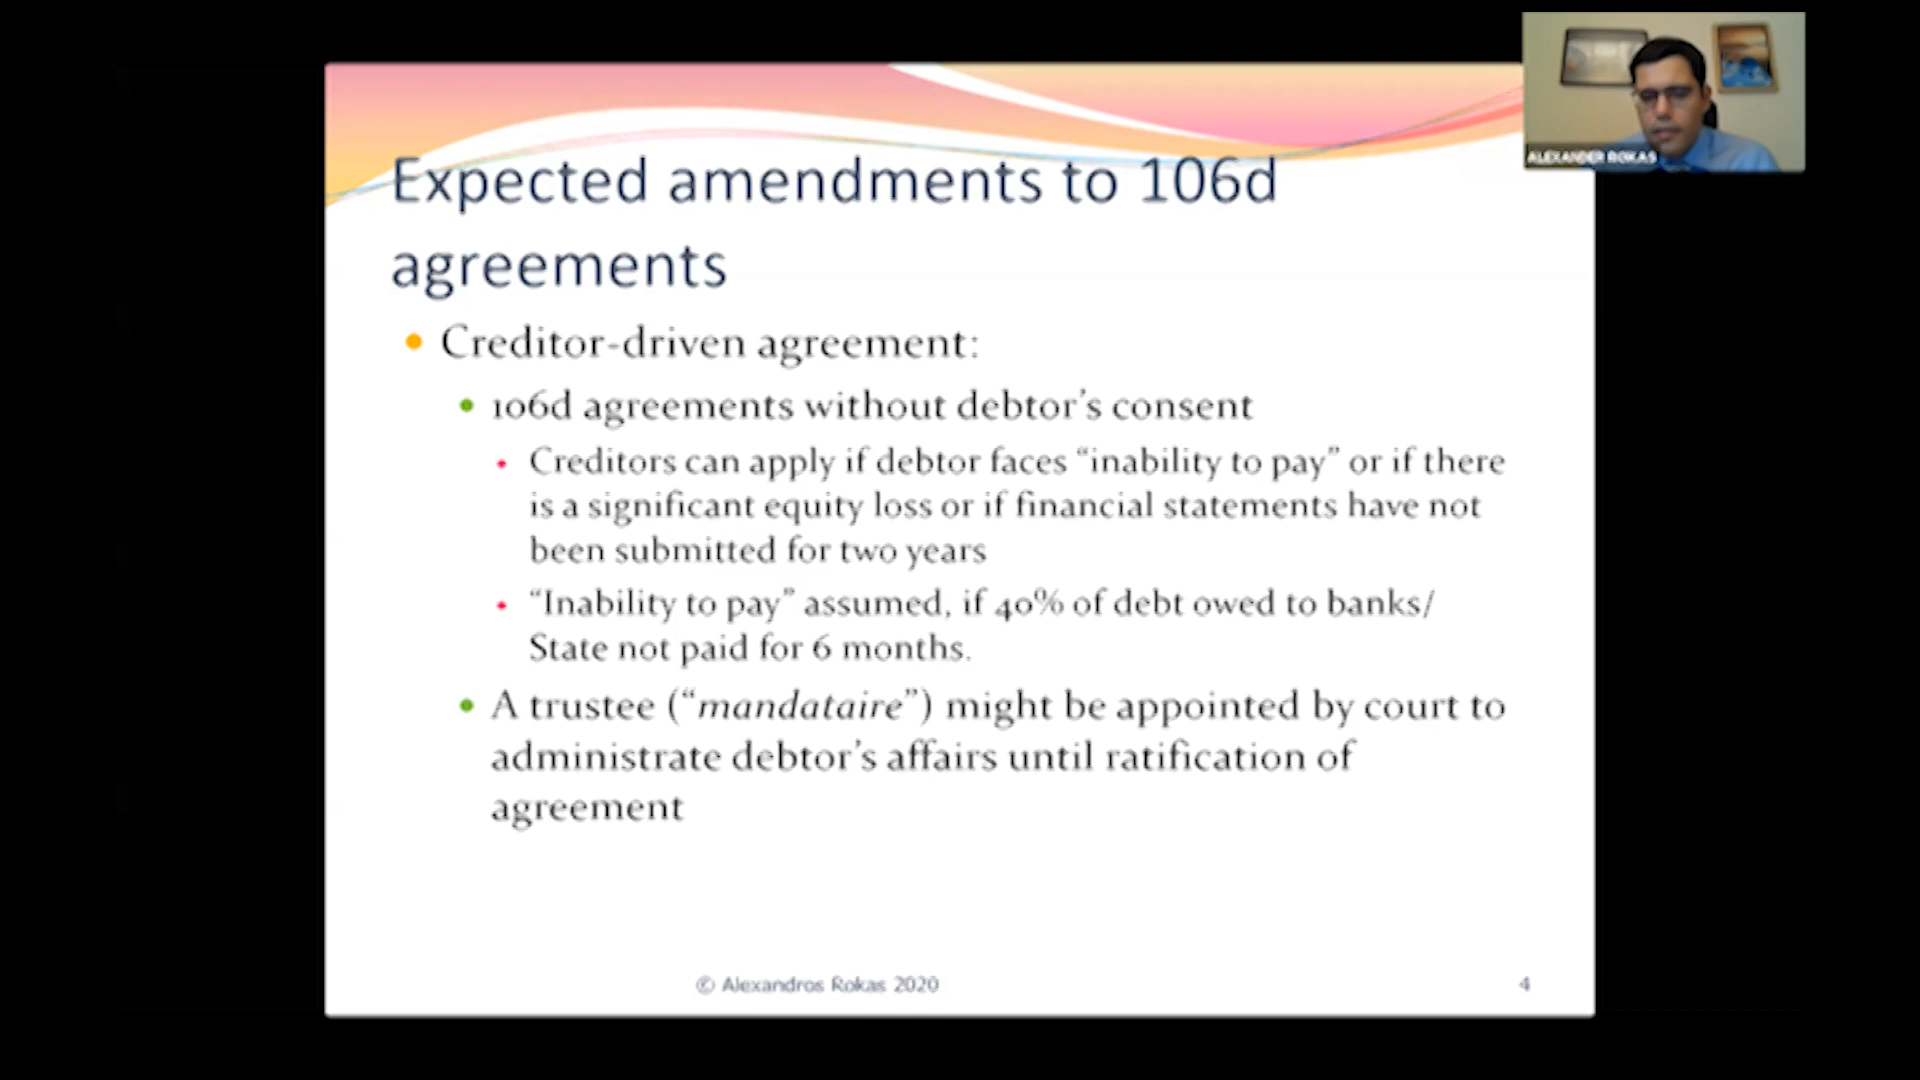 ALEXANDER ROKAS
Expected amendments to 106d
agreements
Creditor-driven agreement:
106d agreements without debtor’s consent
Creditors can apply if debtor faces “inability to pay” or if there
is a significant equity loss or if financial statements have not
been submitted for two years
“Inability to pay” assumed, if 40% of debt owed to banks/
State not paid for 6 months.
A trustee (“mandataire”) might be appointed by court to
administrate debtor’s affairs until ratification of
agreement
© Alexandros Rokas 2020
4